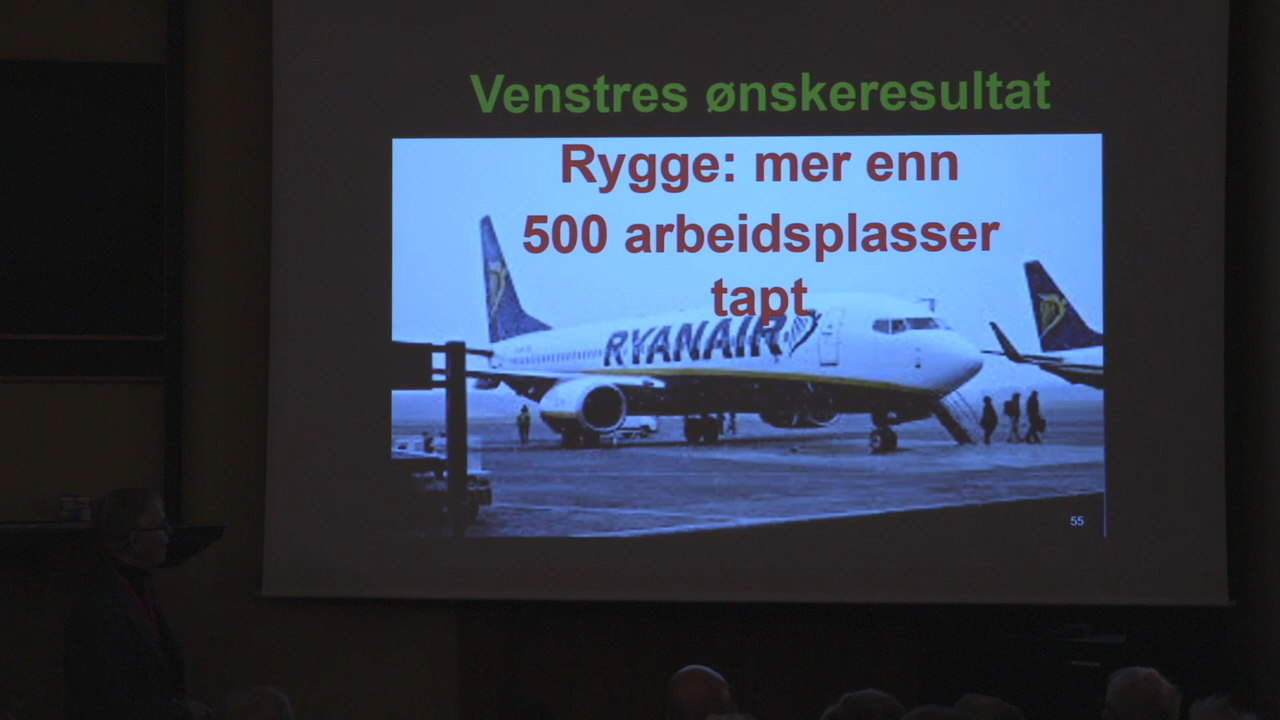 Venstres ønskeresultat
Rygge: mer enn
500 arbeidsplasser
tapt
RYANAIR
55